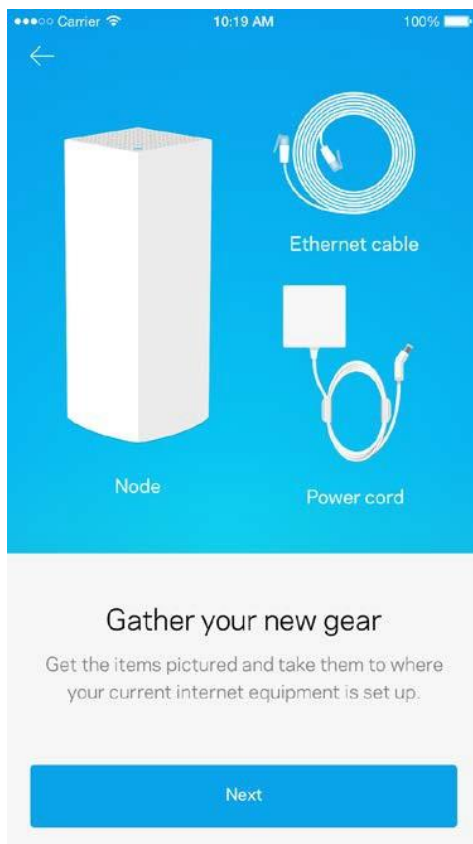 Carrier 10:19 AM 100%
Ethernet cable
Node
Power cord
Gather your new gear
Get the items pictured and take them to where
your current internet equipment is set up.
Next